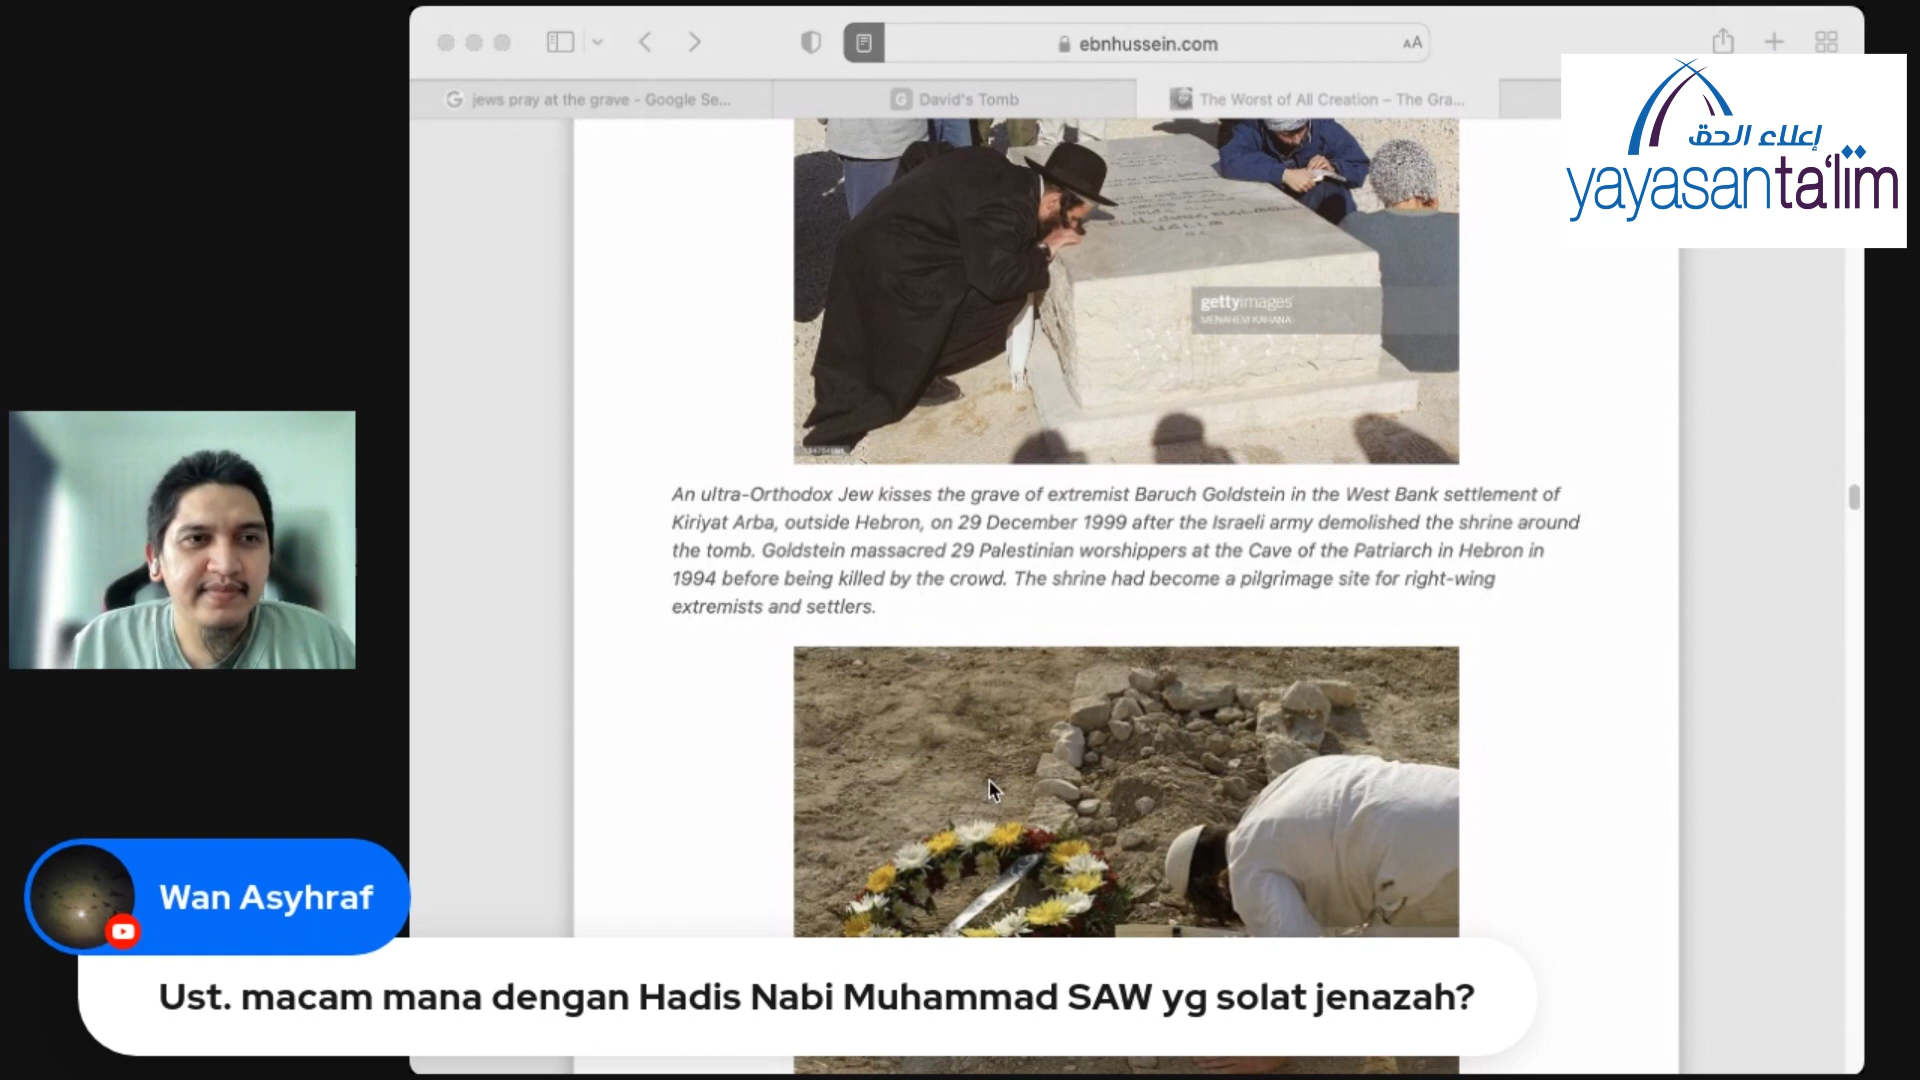 ebnhussein.com
AA
jews pray at the grave - Google Se...
David's Tomb
The Worst of All Creation – The Gra...
إعلاء الحق
yayasanta'lim
gettyimages
MENAHEM KAHANA
An ultra-Orthodox Jew kisses the grave of extremist Baruch Goldstein in the West Bank settlement of
Kiriyat Arba, outside Hebron, on 29 December 1999 after the Israeli army demolished the shrine around
the tomb. Goldstein massacred 29 Palestinian worshippers at the Cave of the Patriarch in Hebron in
1994 before being killed by the crowd. The shrine had become a pilgrimage site for right-wing
extremists and settlers.
Wan Asyhraf
Ust. macam mana dengan Hadis Nabi Muhammad SAW yg solat jenazah?